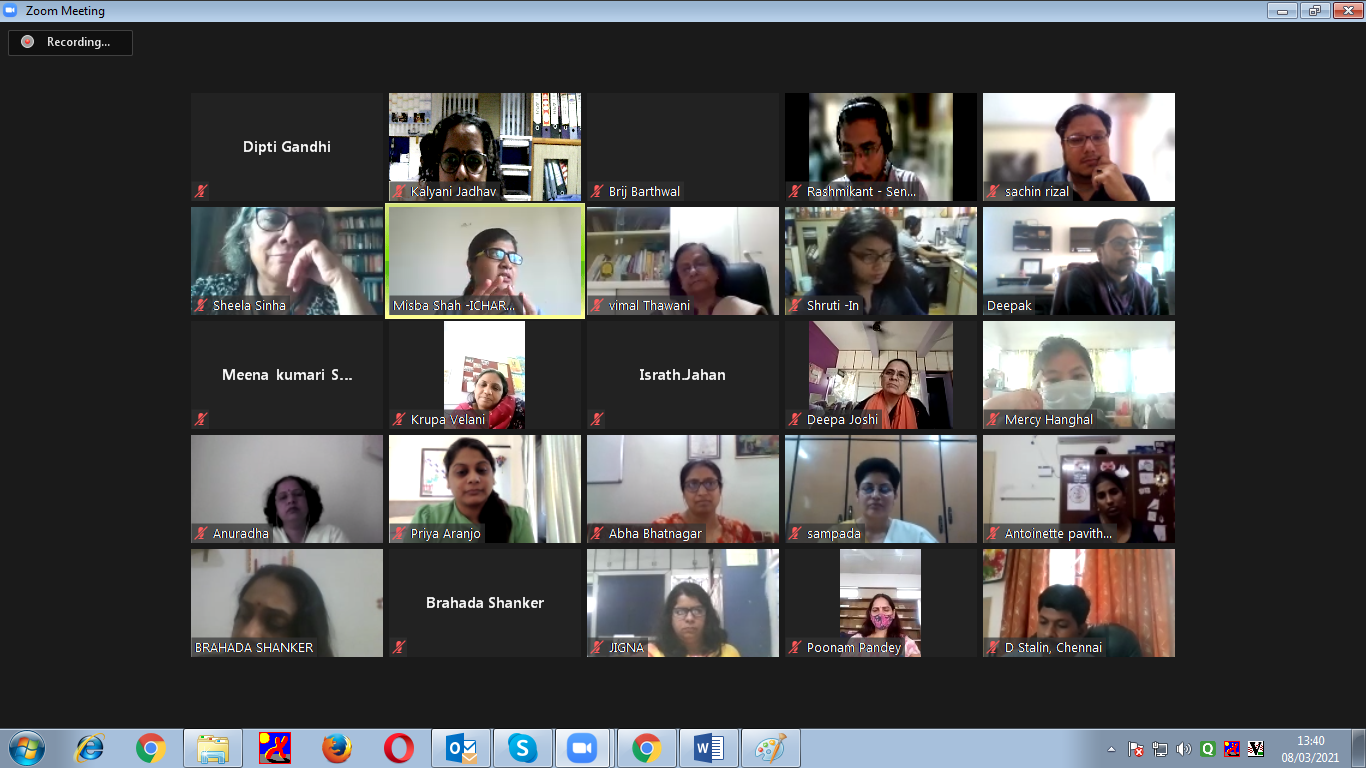 Zoom Meeting
Recording...
Dipti Gandhi
Kalyani Jadhav
Brij Barthwal
Rashmikant - Sen...
sachin rizal
Sheela Sinha
Misba Shah -ICHAR...
vimal Thawani
Shruti -In
Deepak
Meena kumari S...
Krupa Velani
Israth.Jahan
Deepa Joshi
Mercy Hanghal
Anuradha
Priya Aranjo
Abha Bhatnagar
sampada
Antoinette pavith...
BRAHADA SHANKER
Brahada Shanker
JIGNA
Poonam Pandey
D Stalin, Chennai
13:40
08/03/2021